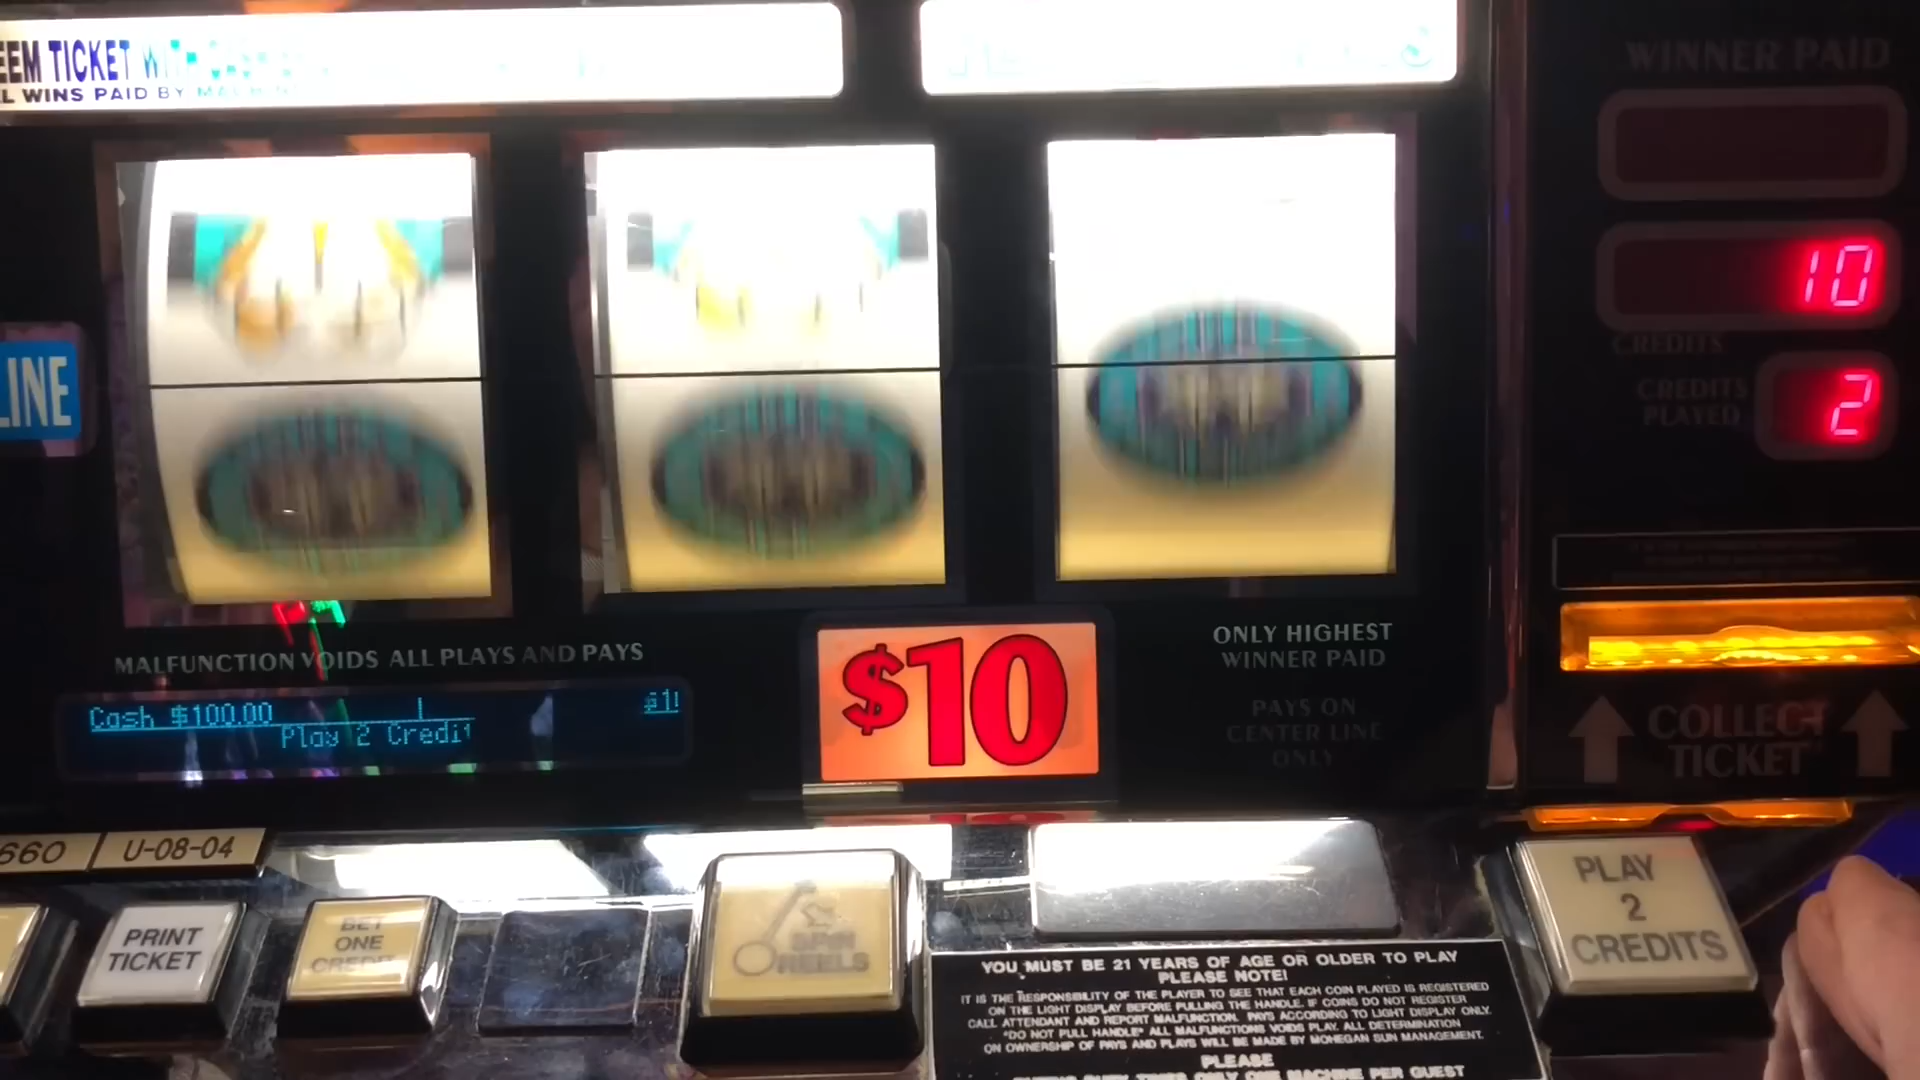 EEM TICKET
L WINS PAID BY
WINNER PAID
10
CREDITS
LINE
CREDITS
PLAYED
2
MALFUNCTION VOIDS ALL PLAYS AND PAYS
ONLY HIGHEST
WINNER PAID
Cash $100.00
Play 2 Credit
$10
PAYS ON
CENTER LINE
ONLY
COLLECT
TICKET
660
U-08-04
PRINT
TICKET
BET
ONE
CREDIT
SPIN
REELS
PLAY
2
CREDITS
YOU MUST BE 21 YEARS OF AGE OR OLDER TO PLAY
PLEASE NOTE!
IT IS THE RESPONSIBILITY OF THE PLAYER TO SEE THAT EACH COIN PLAYED IS REGISTERED
ON THE LIGHT DISPLAY BEFORE PULLING THE HANDLE. IF COINS DO NOT REGISTER
CALL ATTENDANT AND REPORT MALFUNCTION. PAYS ACCORDING TO LIGHT DISPLAY ONLY.
"DO NOT PULL HANDLE" ALL MALFUNCTIONS VOIDS PLAY. ALL DETERMINATION
ON OWNERSHIP OF PAYS AND PLAYS WILL BE MADE BY MOHEGAN SUN MANAGEMENT.
PLEASE
ONLY ONE MACHINE PER GUEST